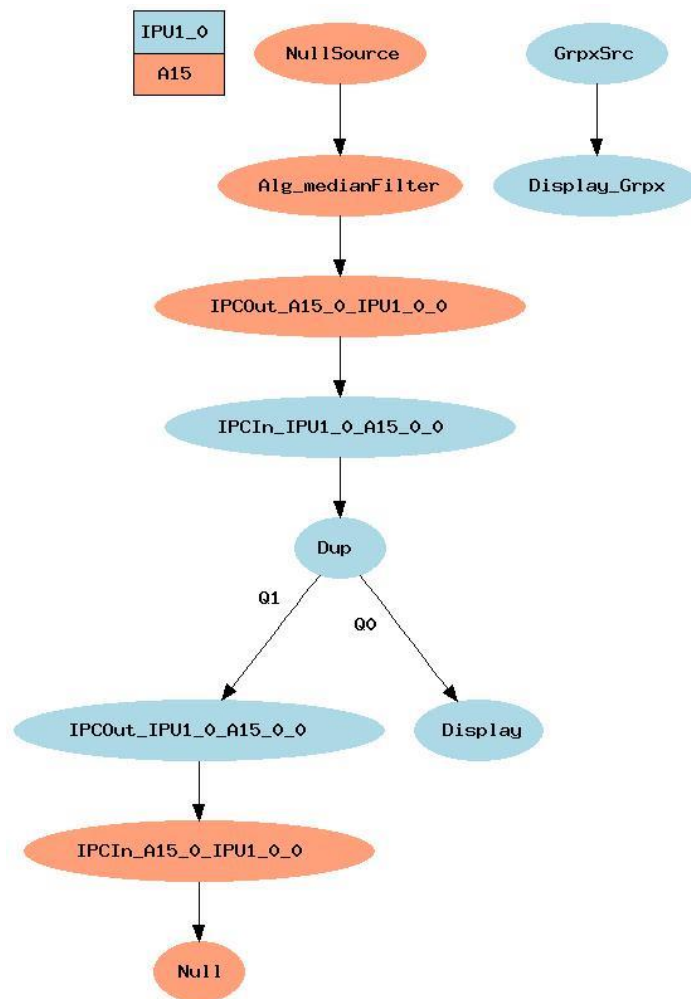 IPU1_0
A15
NullSource
GrpxSrc
Alg_medianFilter
Display_Grpx
IPCOut_A15_0_IPU1_0_0
IPCIn_IPU1_0_A15_0_0
Dup
Q1
Q0
IPCOut_IPU1_0_A15_0_0
Display
IPCIn_A15_0_IPU1_0_0
Null